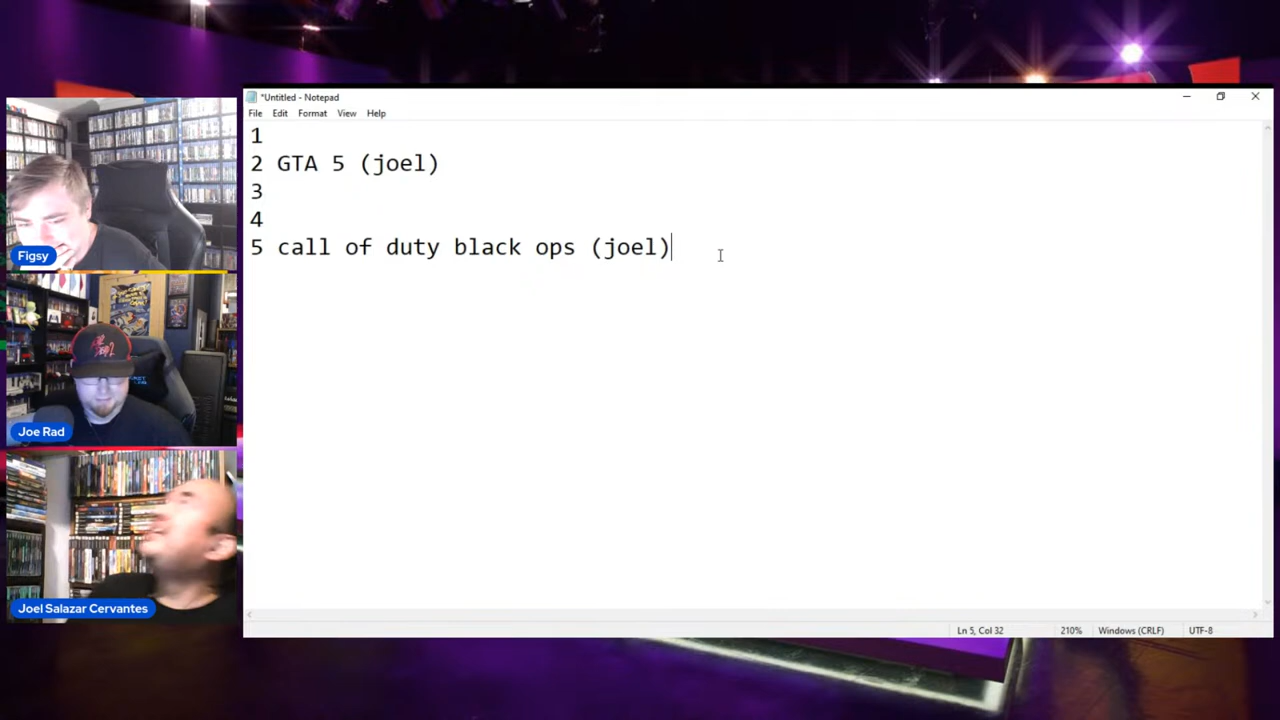 *Untitled - Notepad
File Edit Format View Help
1
2 GTA 5 (joel)
3
4
5 call of duty black ops (joel)
Figsy
Joe Rad
Joel Salazar Cervantes
Ln 5, Col 32 210% Windows (CRLF) UTF-8